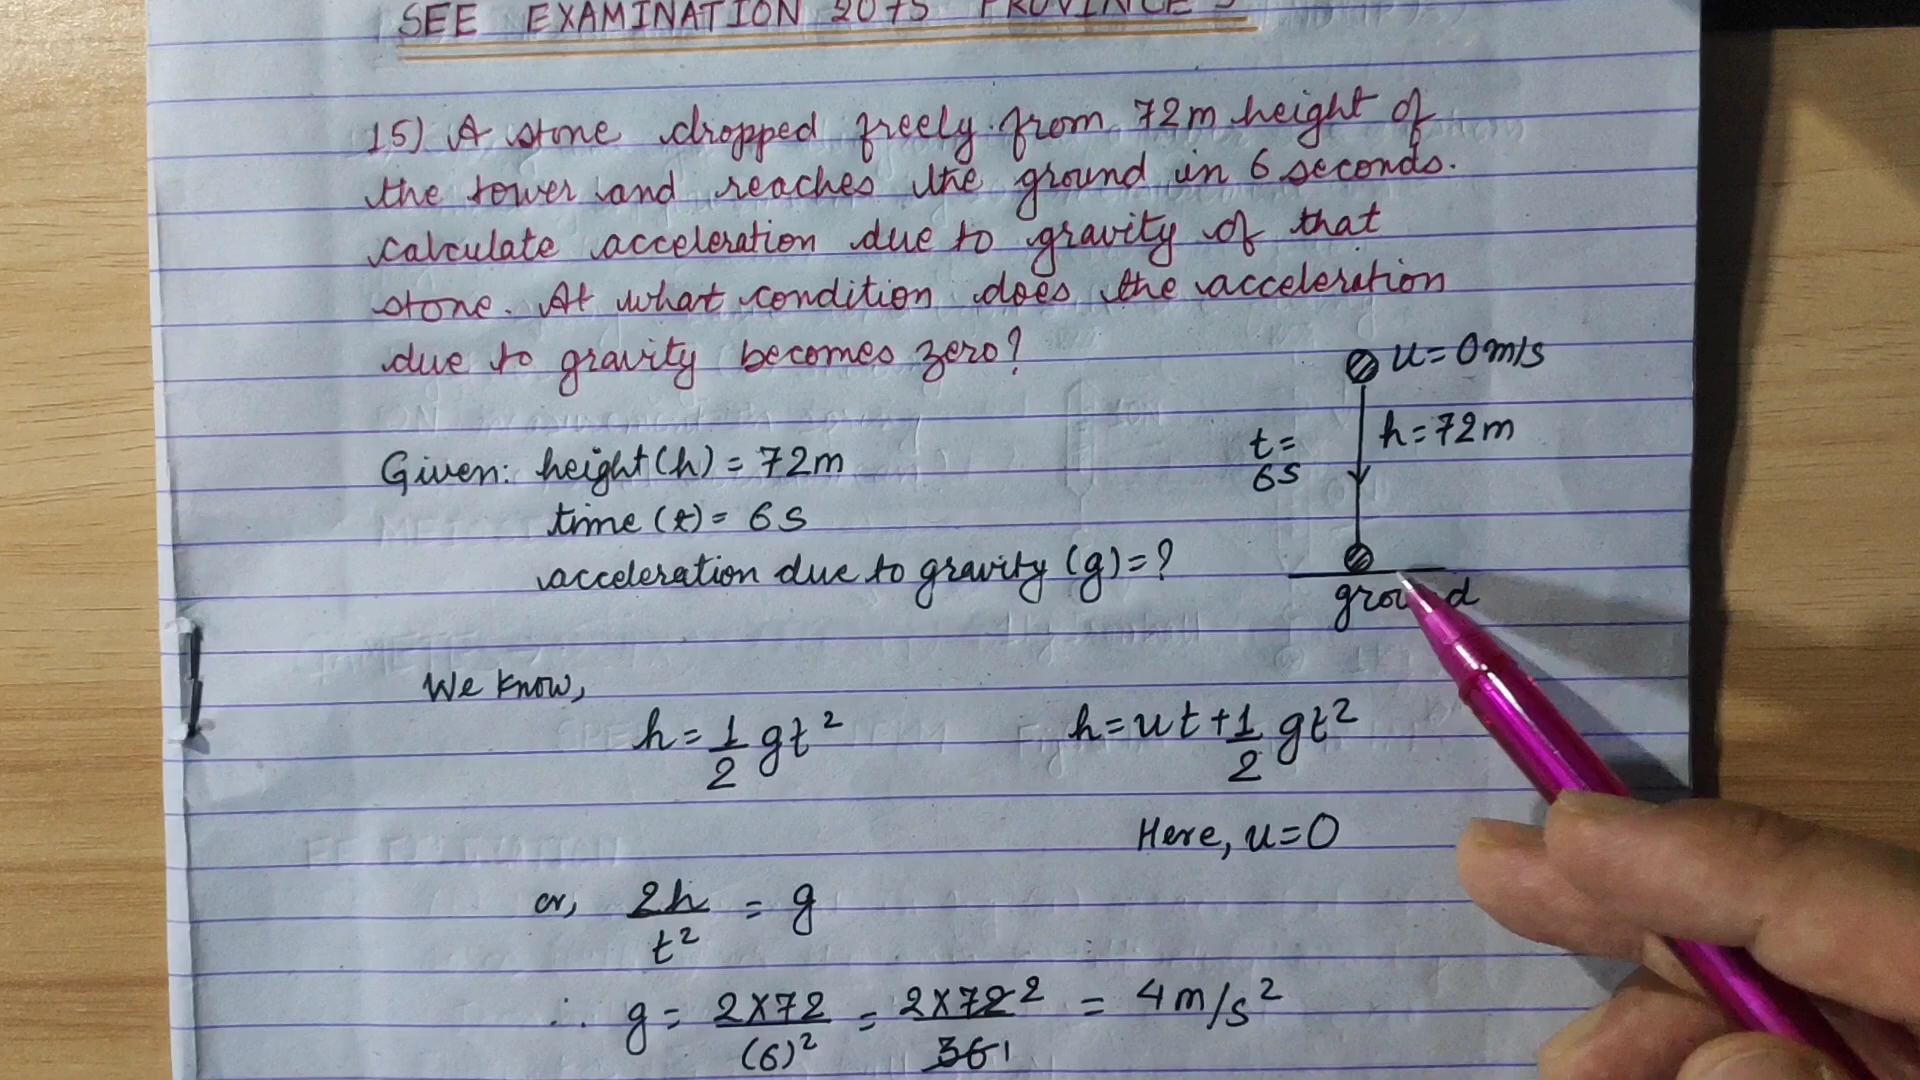 SEE EXAMINATION 2075 PROVINCE
15) A stone dropped freely from 72m height of
the tower and reaches the ground in 6 seconds.
calculate acceleration due to gravity of that
stone. At what condition does the acceleration
due to gravity becomes zero?
u=0m/s
h=72m
t=
6s
ground
Given: height(h)=72m
time (t)= 6s
acceleration due to gravity (g)=?
We know,
h=1/2 gt²
h=ut+1/2 gt²
Here, u=0
or, 2h/t² = g
∴ g= 2×72/(6)² = 2×72 2/36 1 = 4m/s²